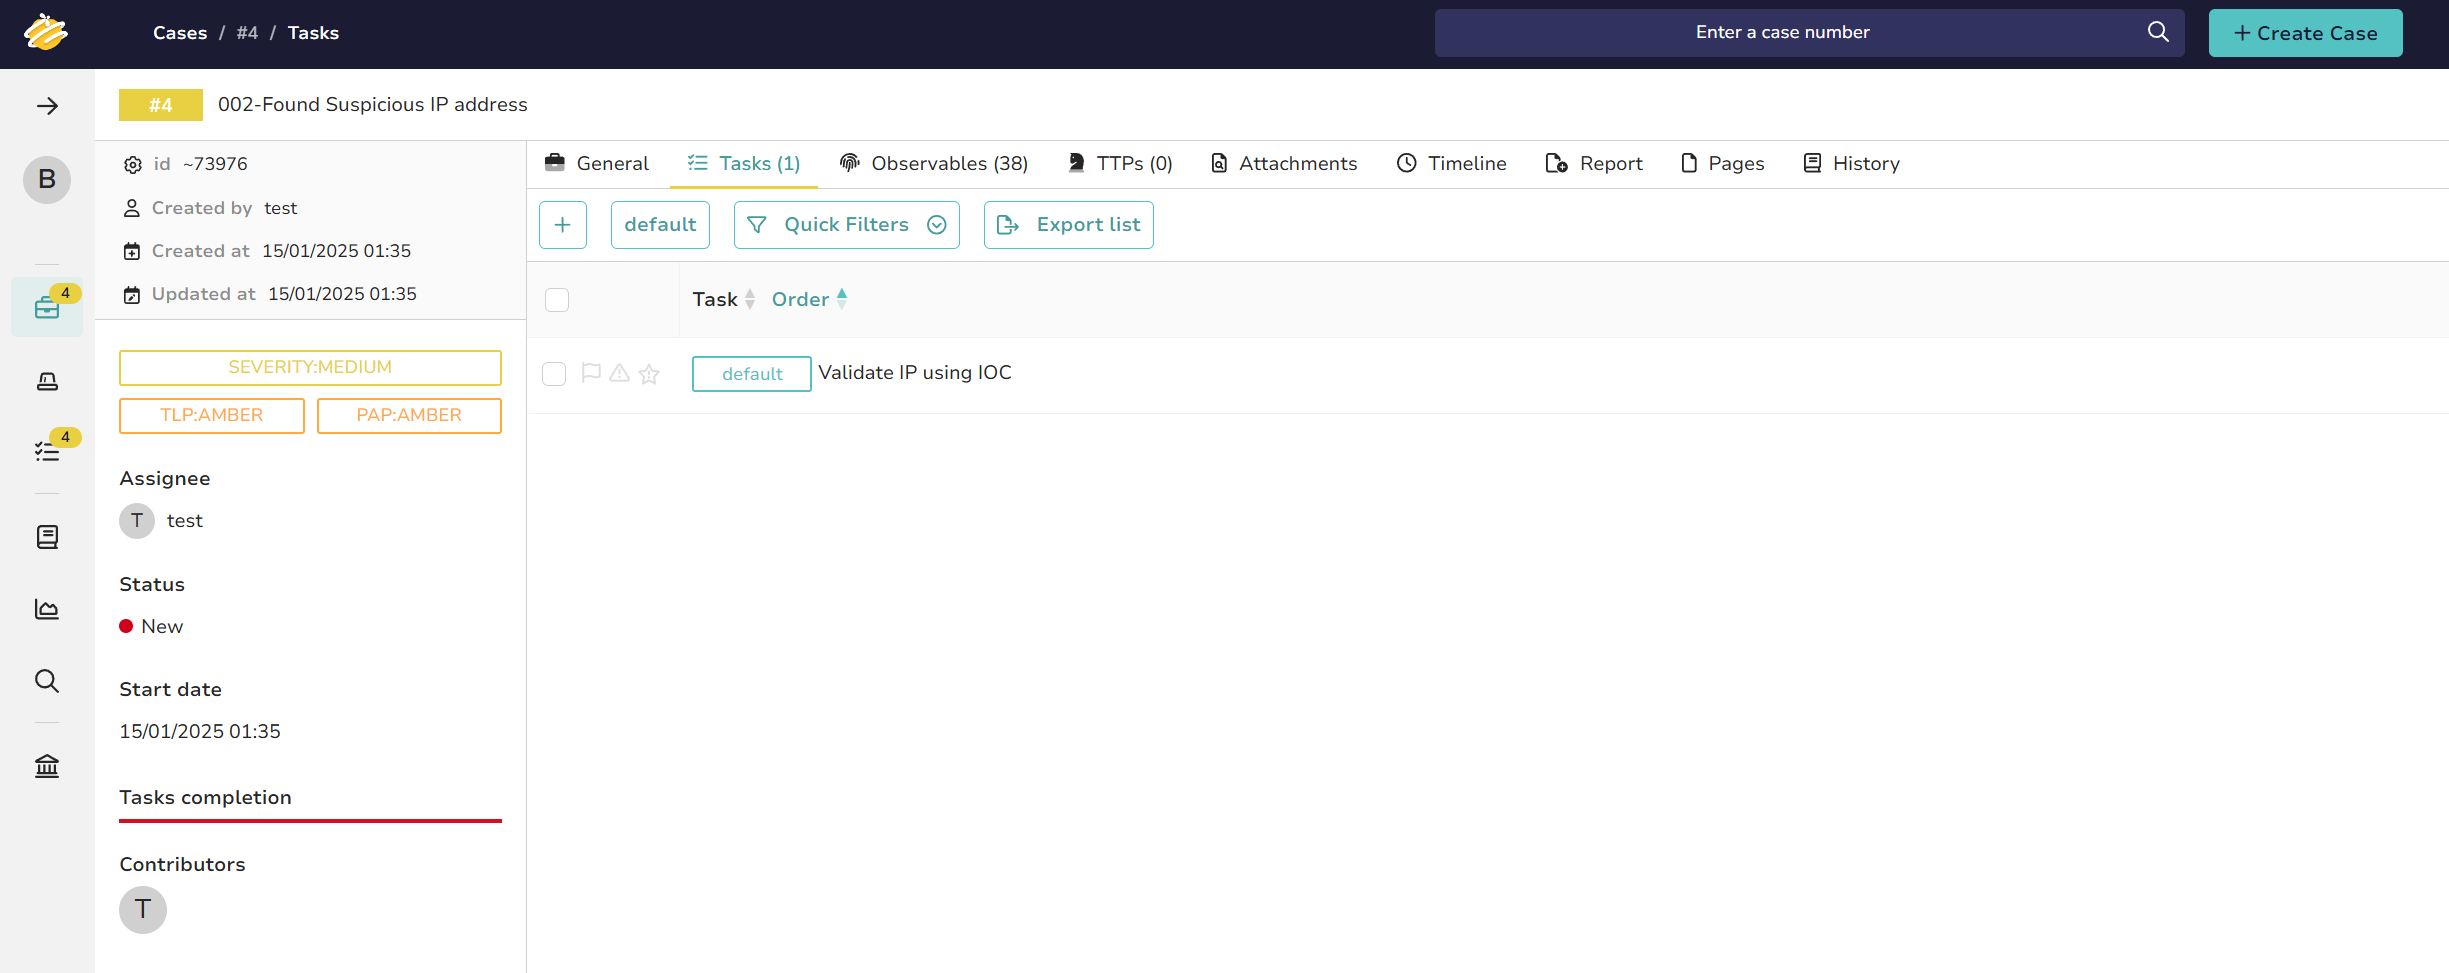 Cases / #4 / Tasks
Enter a case number
+ Create Case
#4 002-Found Suspicious IP address
B
4
4
id ~73976
Created by test
Created at 15/01/2025 01:35
Updated at 15/01/2025 01:35
SEVERITY:MEDIUM
TLP:AMBER PAP:AMBER
Assignee
T test
Status
New
Start date
15/01/2025 01:35
Tasks completion
Contributors
T
General Tasks (1) Observables (38) TTPs (0) Attachments Timeline Report Pages History
+ default Quick Filters Export list
Task Order
default Validate IP using IOC